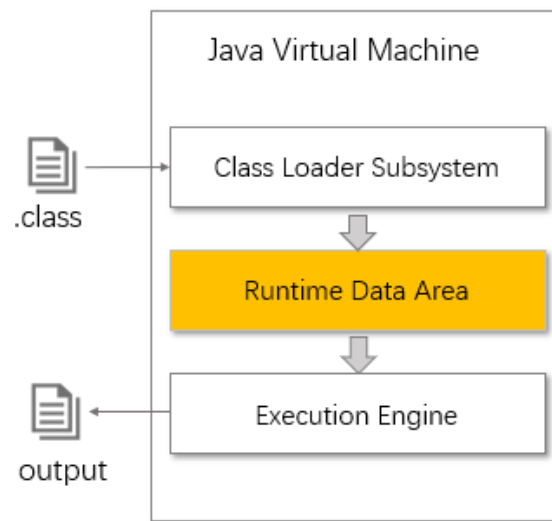 Java Virtual Machine
Class Loader Subsystem
.class
Runtime Data Area
Execution Engine
output